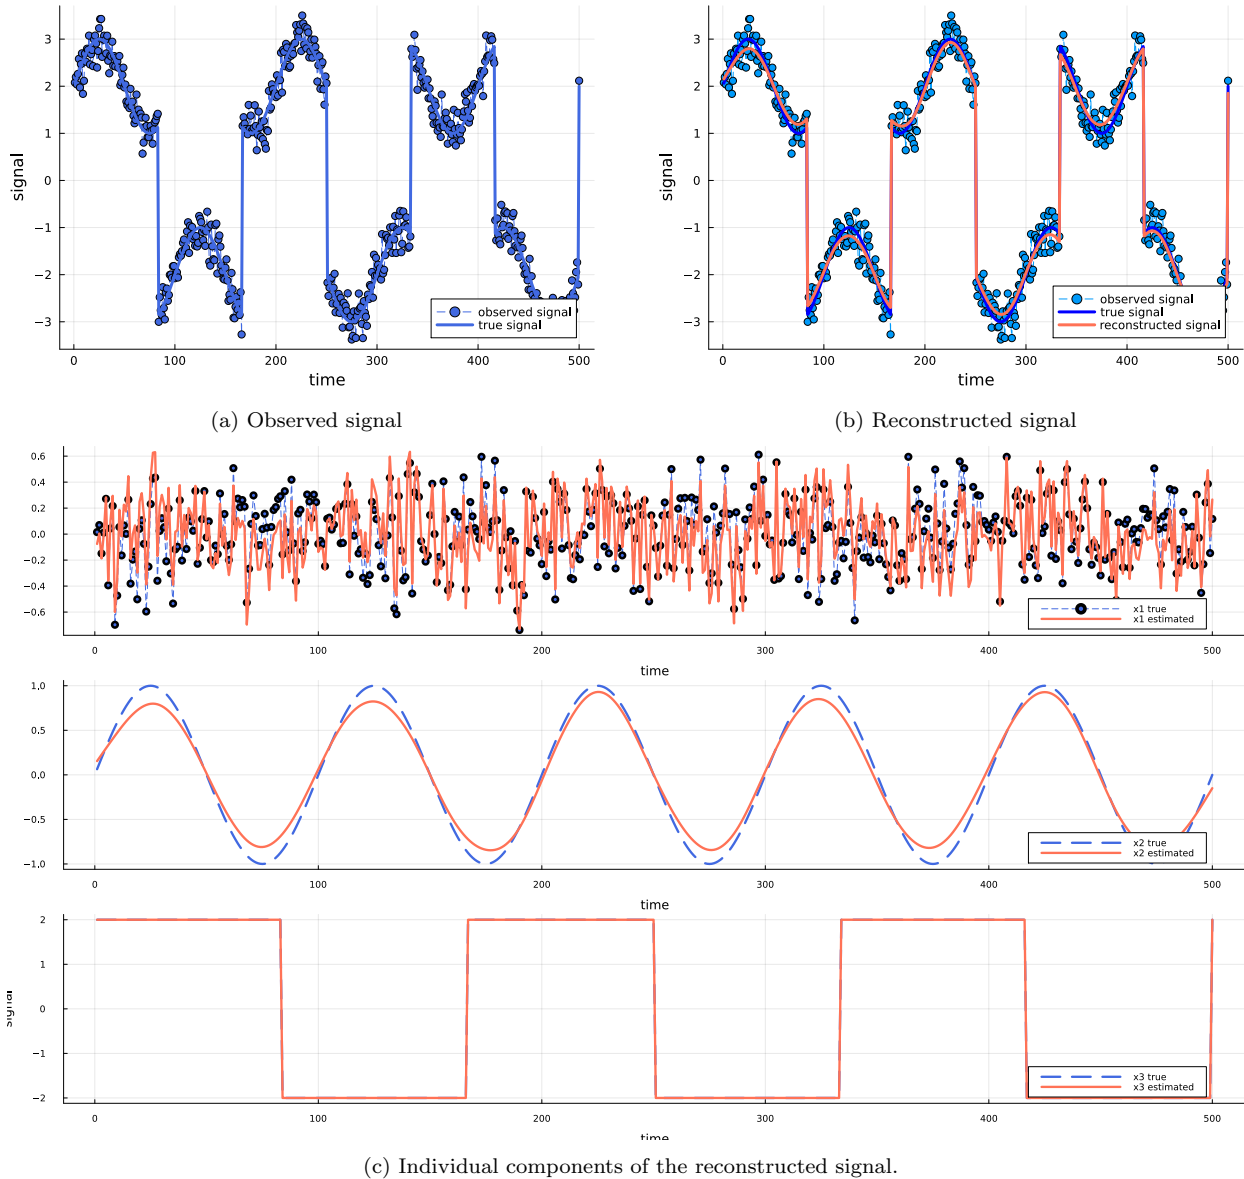 3
2
1
0
−1
−2
−3
signal
0
100
200
300
400
500
time
observed signal
true signal
(a) Observed signal
3
2
1
0
−1
−2
−3
signal
0
100
200
300
400
500
time
observed signal
true signal
reconstructed signal
(b) Reconstructed signal
0.6
0.4
0.2
0.0
−0.2
−0.4
−0.6
0
100
200
300
400
500
time
x1 true
x1 estimated
1.0
0.5
0.0
−0.5
−1.0
0
100
200
300
400
500
time
x2 true
x2 estimated
2
1
0
−1
−2
signal
0
100
200
300
400
500
time
x3 true
x3 estimated
(c) Individual components of the reconstructed signal.